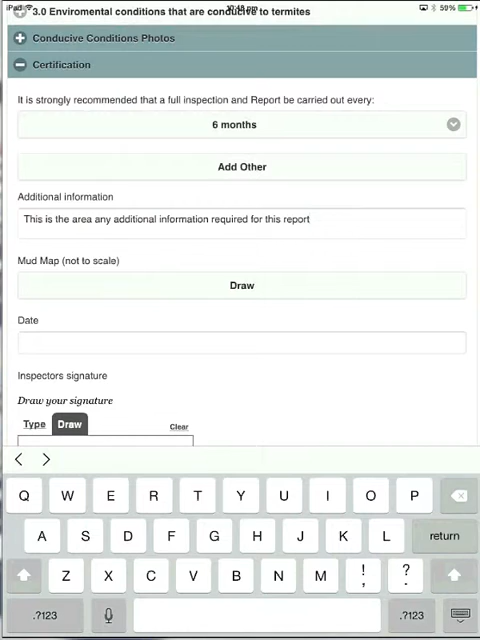 iPad
3.0 Enviromental conditions that are conducive to termites
59%
Conducive Conditions Photos
Certification
It is strongly recommended that a full inspection and Report be carried out every:
6 months
Add Other
Additional information
This is the area any additional information required for this report
Mud Map (not to scale)
Draw
Date
Inspectors signature
Draw your signature
Type Draw Clear
Q W E R T Y U I O P
A S D F G H J K L return
Z X C V B N M ! , ? .
.?123 .?123